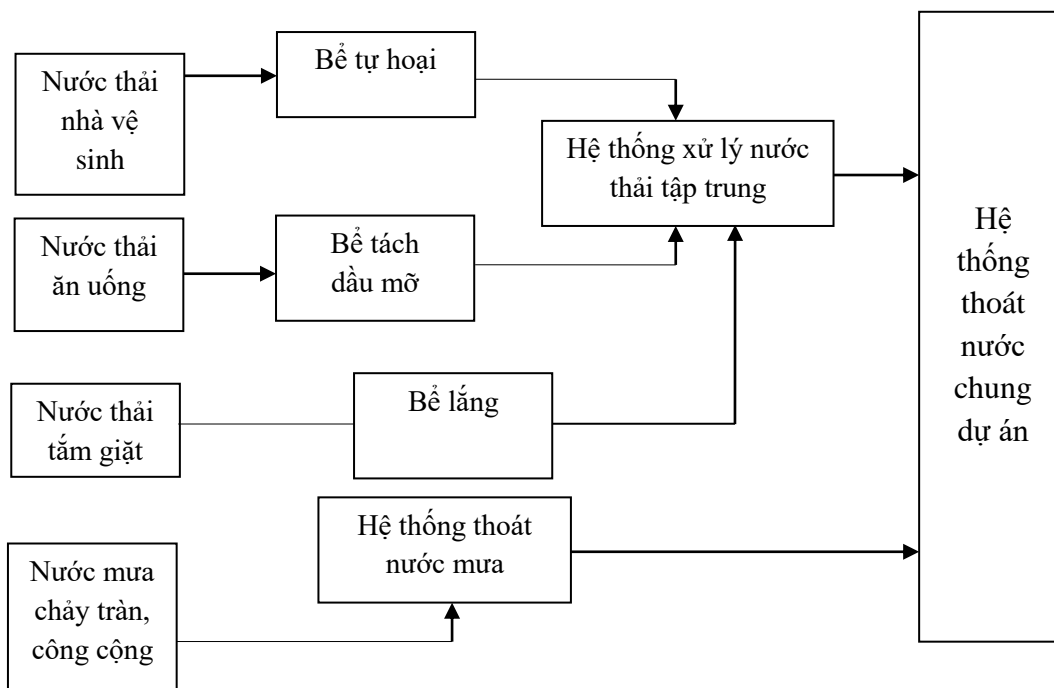 Nước thải
nhà vệ
sinh
Bể tự hoại
Hệ thống xử lý nước
thải tập trung
Nước thải
ăn uống
Bể tách
dầu mỡ
Nước thải
tắm giặt
Bể lắng
Nước mưa
chảy tràn,
công cộng
Hệ thống thoát
nước mưa
Hệ
thống
thoát
nước
chung
dự án